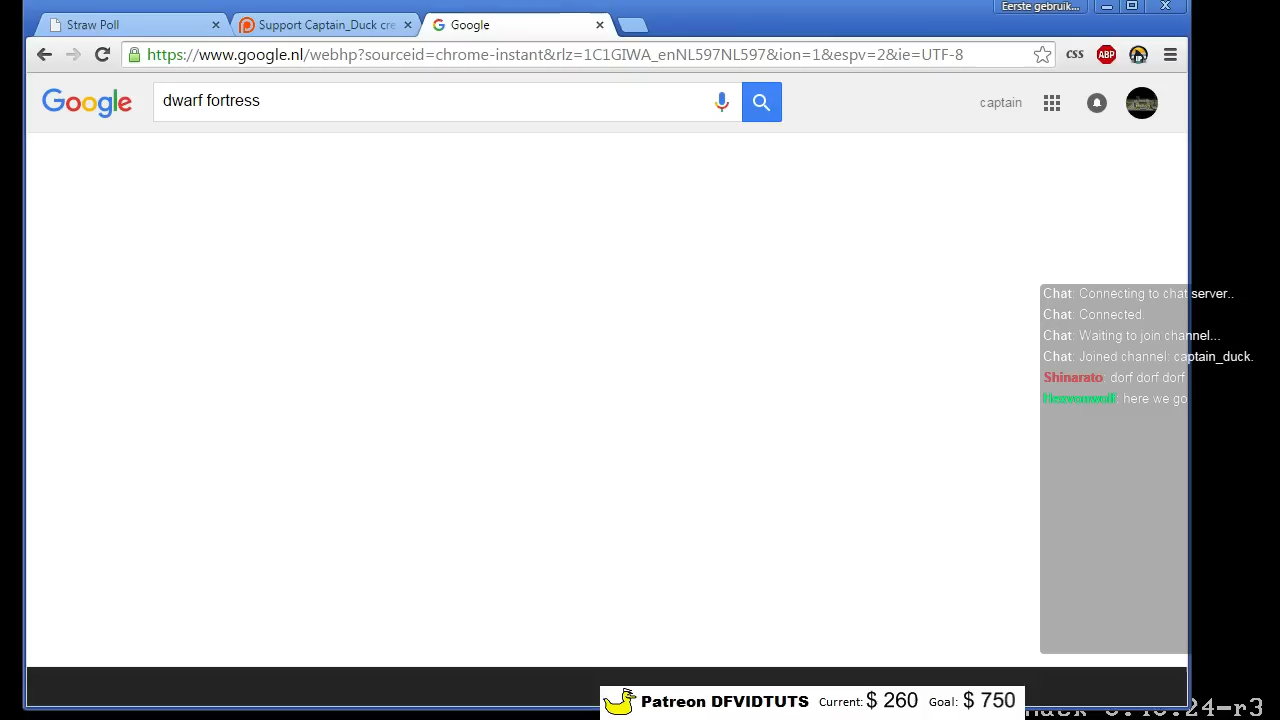 Eerste gebruik...
Straw Poll
Support Captain_Duck cre
Google
https://www.google.nl/webhp?sourceid=chrome-instant&rlz=1C1GIWA_enNL597NL597&ion=1&espv=2&ie=UTF-8
css
ABP
Google
dwarf fortress
captain
Chat: Connecting to chat server..
Chat: Connected.
Chat: Waiting to join channel...
Chat: Joined channel: captain_duck.
Shinarato: dorf dorf dorf
Heavenwulf: here we go
Patreon DFVIDTUTS Current: $ 260 Goal: $ 750